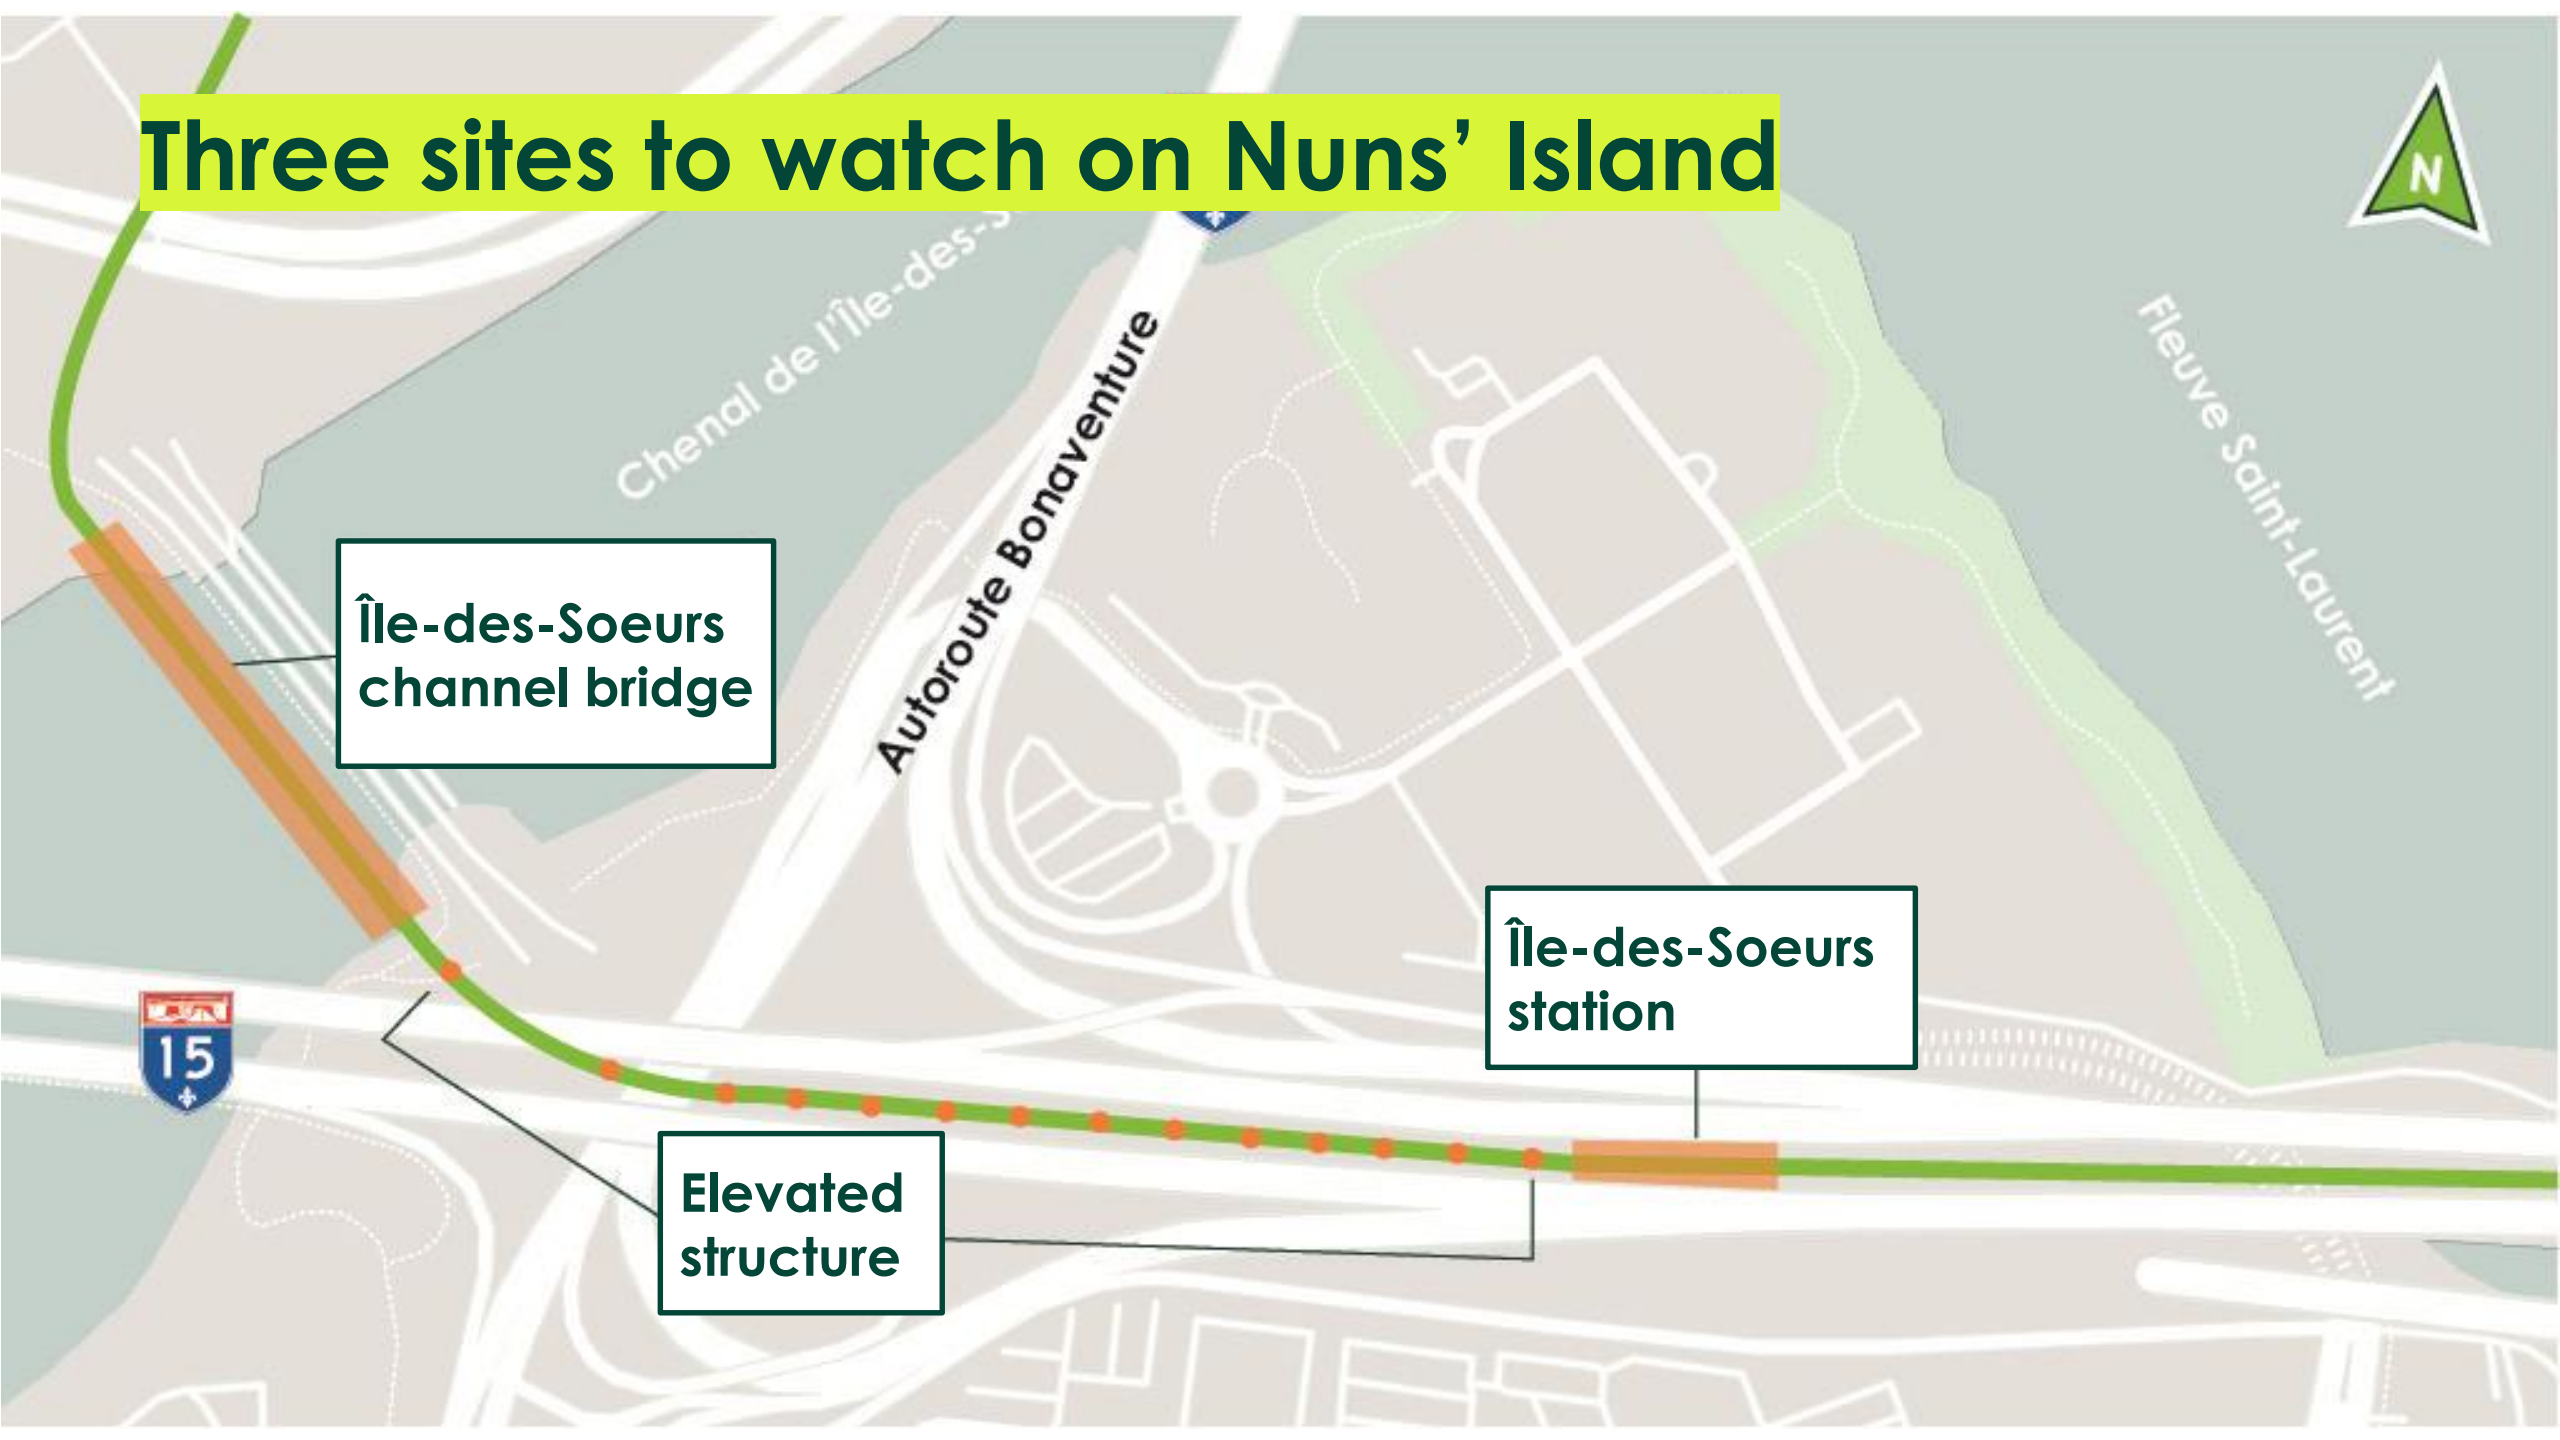 Three sites to watch on Nuns’ Island
N
Chenal de l’Île-des-S
Autoroute Bonaventure
Fleuve Saint-Laurent
Île-des-Soeurs
channel bridge
Île-des-Soeurs
station
15
Elevated
structure